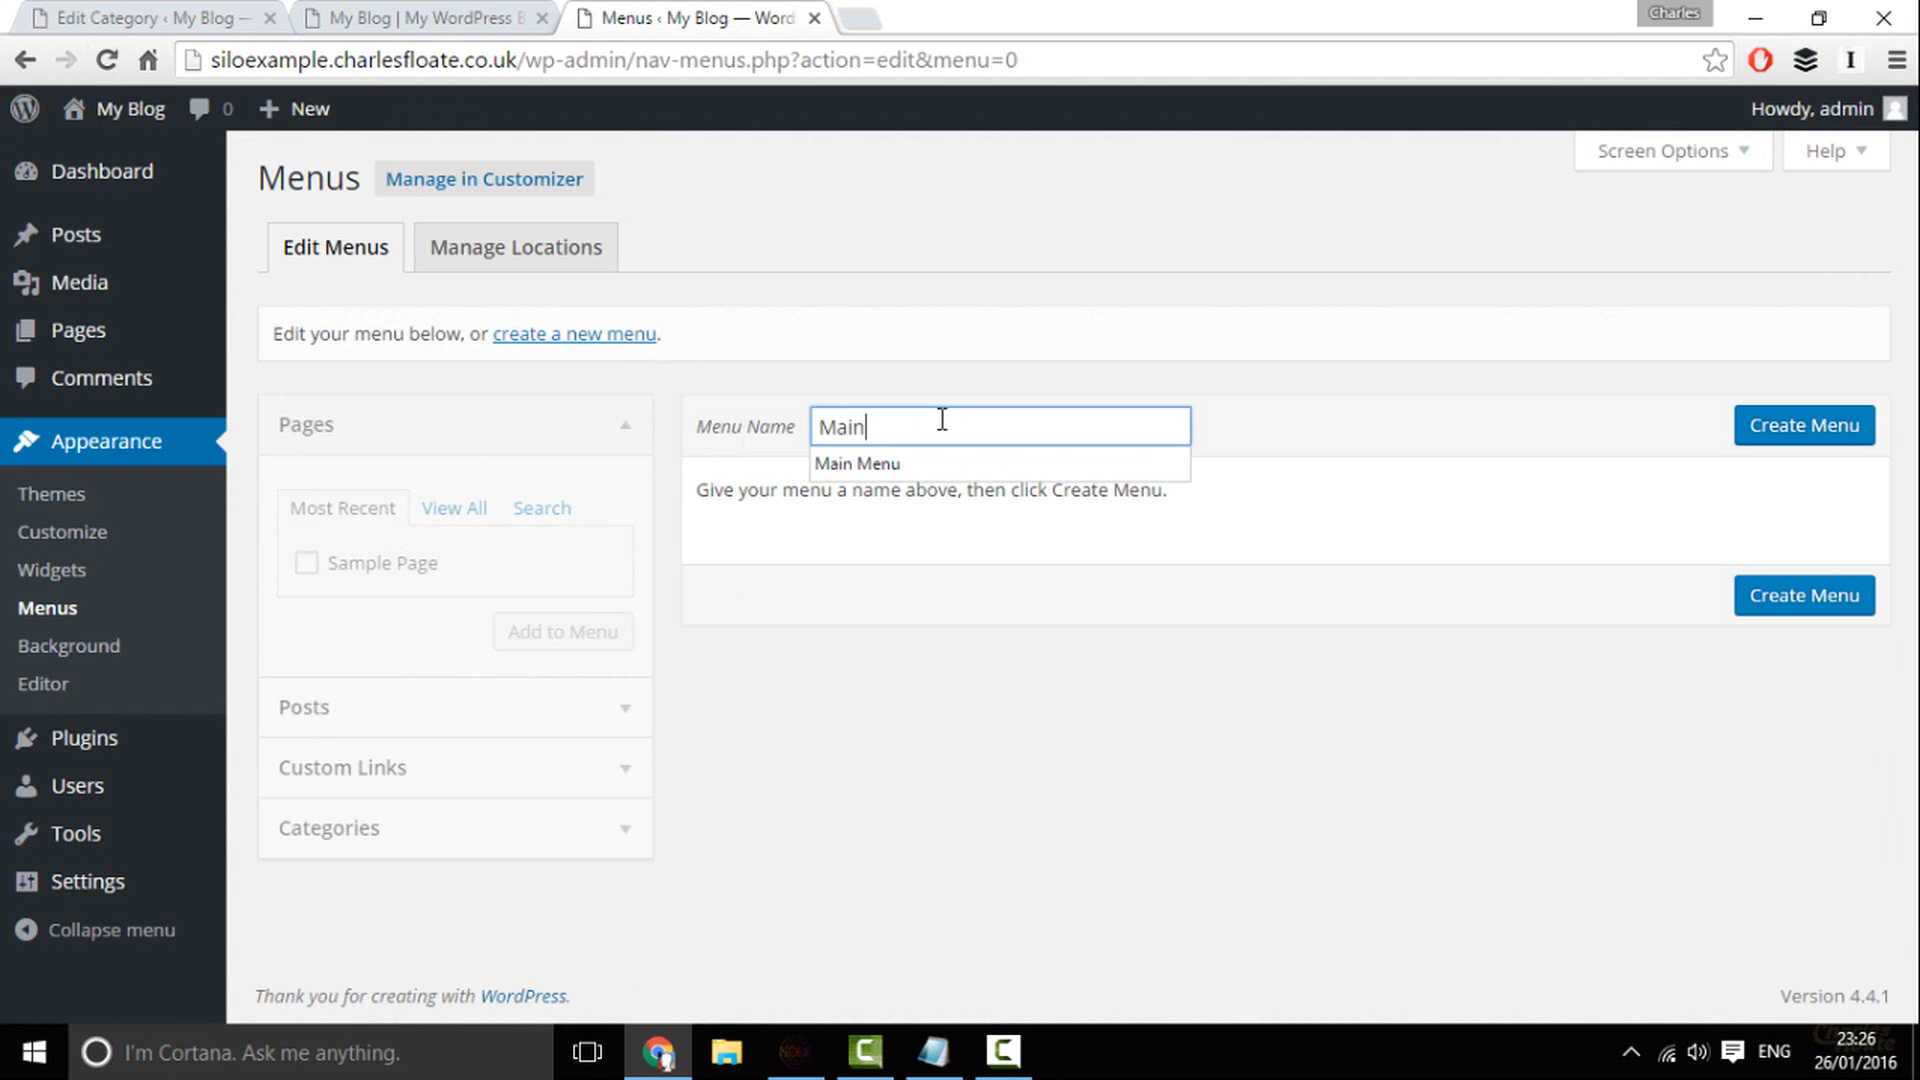 Edit Category ‹ My Blog —
My Blog | My WordPress B
Menus ‹ My Blog — Word
Charles
siloexample.charlesfloate.co.uk/wp-admin/nav-menus.php?action=edit&menu=0
My Blog
0
New
Howdy, admin
Dashboard
Posts
Media
Pages
Comments
Appearance
Themes
Customize
Widgets
Menus
Background
Editor
Plugins
Users
Tools
Settings
Collapse menu
Screen Options
Help
Menus
Manage in Customizer
Edit Menus
Manage Locations
Edit your menu below, or create a new menu.
Pages
Most Recent
View All
Search
Sample Page
Add to Menu
Posts
Custom Links
Categories
Menu Name
Main
Create Menu
Main Menu
Give your menu a name above, then click Create Menu.
Create Menu
Thank you for creating with WordPress.
Version 4.4.1
I'm Cortana. Ask me anything.
ENG
23:26
26/01/2016